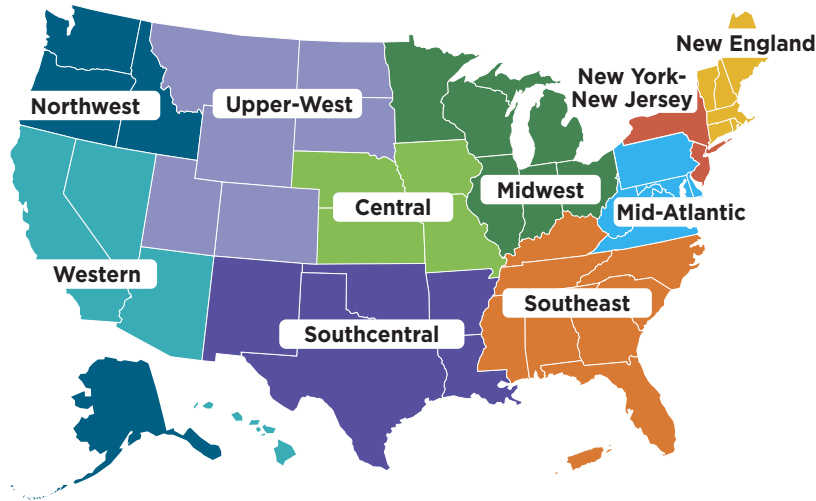 New England
New York-
New Jersey
Northwest
Upper-West
Midwest
Central
Mid-Atlantic
Western
Southeast
Southcentral